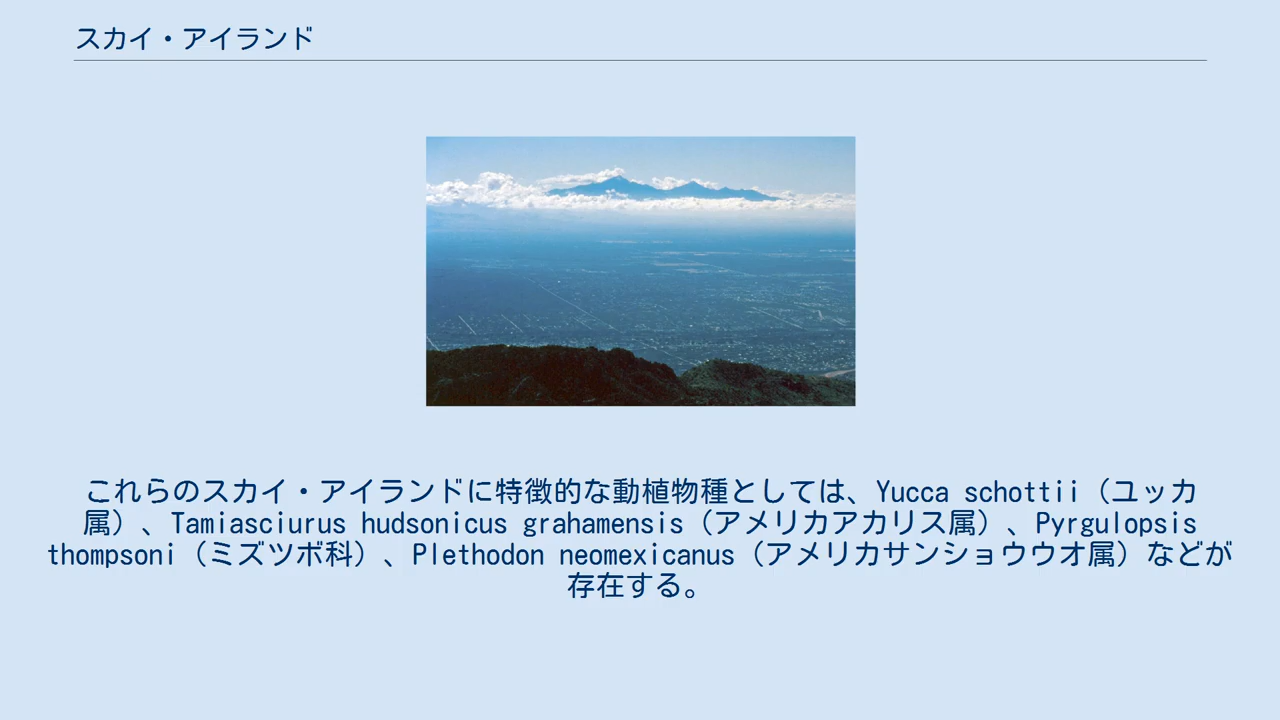 スカイ・アイランド
これらのスカイ・アイランドに特徴的な動植物種としては、Yucca schottii（ユッカ
属）、Tamiasciurus hudsonicus grahamensis（アメリカアカリス属）、Pyrgulopsis
thompsoni（ミズツボ科）、Plethodon neomexicanus（アメリカサンショウウオ属）などが
存在する。